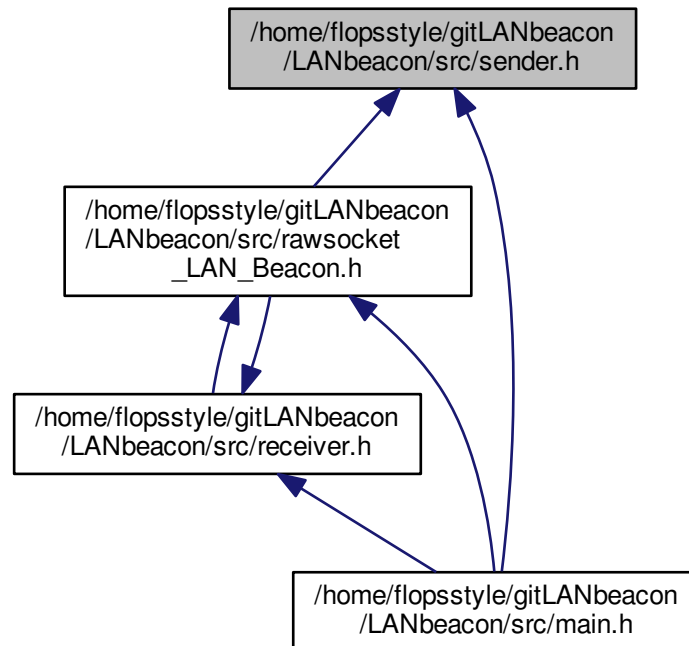 /home/flopsstyle/gitLANbeacon
/LANbeacon/src/sender.h
/home/flopsstyle/gitLANbeacon
/LANbeacon/src/rawsocket
_LAN_Beacon.h
/home/flopsstyle/gitLANbeacon
/LANbeacon/src/receiver.h
/home/flopsstyle/gitLANbeacon
/LANbeacon/src/main.h